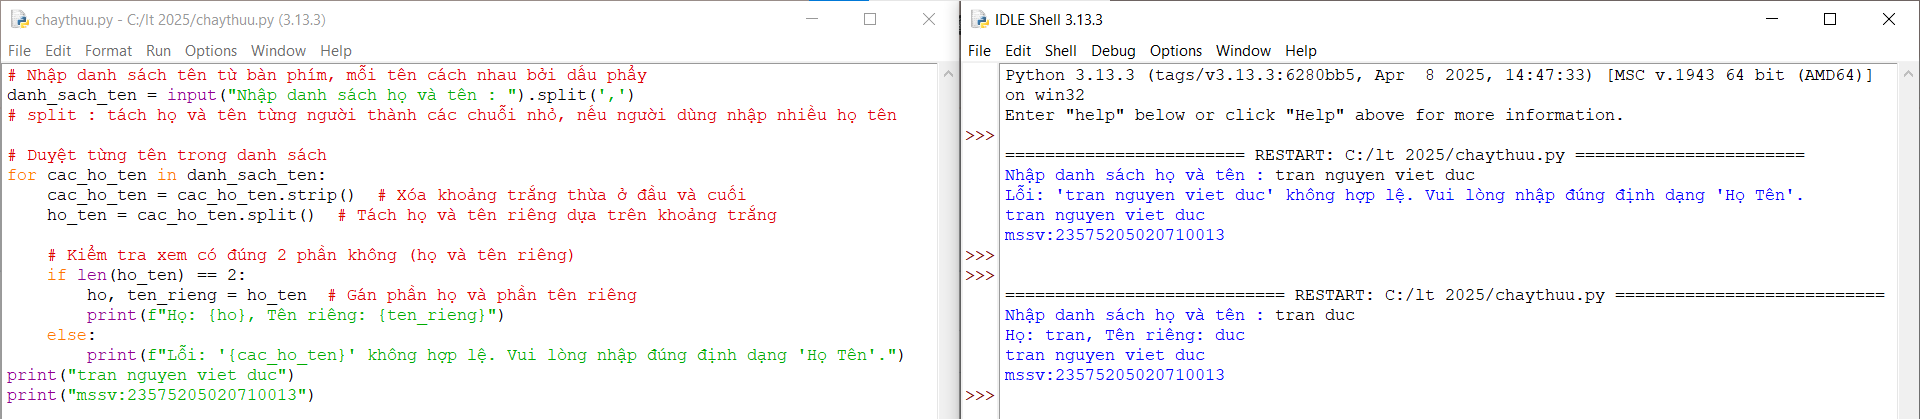 chaythuu.py - C:/lt 2025/chaythuu.py (3.13.3)
File Edit Format Run Options Window Help
# Nhập danh sách tên từ bàn phím, mỗi tên cách nhau bởi dấu phẩy
danh_sach_ten = input("Nhập danh sách họ và tên : ").split(',')
# split : tách họ và tên từng người thành các chuỗi nhỏ, nếu người dùng nhập nhiều họ tên
# Duyệt từng tên trong danh sách
for cac_ho_ten in danh_sach_ten:
    cac_ho_ten = cac_ho_ten.strip()  # Xóa khoảng trắng thừa ở đầu và cuối
    ho_ten = cac_ho_ten.split()  # Tách họ và tên riêng dựa trên khoảng trắng
    # Kiểm tra xem có đúng 2 phần không (họ và tên riêng)
    if len(ho_ten) == 2:
        ho, ten_rieng = ho_ten  # Gán phần họ và phần tên riêng
        print(f"Họ: {ho}, Tên riêng: {ten_rieng}")
    else:
        print(f"Lỗi: '{cac_ho_ten}' không hợp lệ. Vui lòng nhập đúng định dạng 'Họ Tên'.")
print("tran nguyen viet duc")
print("mssv:23575205020710013")
IDLE Shell 3.13.3
File Edit Shell Debug Options Window Help
Python 3.13.3 (tags/v3.13.3:6280bb5, Apr  8 2025, 14:47:33) [MSC v.1943 64 bit (AMD64)]
on win32
Enter "help" below or click "Help" above for more information.
>>>
======================== RESTART: C:/lt 2025/chaythuu.py =======================
Nhập danh sách họ và tên : tran nguyen viet duc
Lỗi: 'tran nguyen viet duc' không hợp lệ. Vui lòng nhập đúng định dạng 'Họ Tên'.
tran nguyen viet duc
mssv:23575205020710013
>>>
>>>
============================ RESTART: C:/lt 2025/chaythuu.py ===========================
Nhập danh sách họ và tên : tran duc
Họ: tran, Tên riêng: duc
tran nguyen viet duc
mssv:23575205020710013
>>>